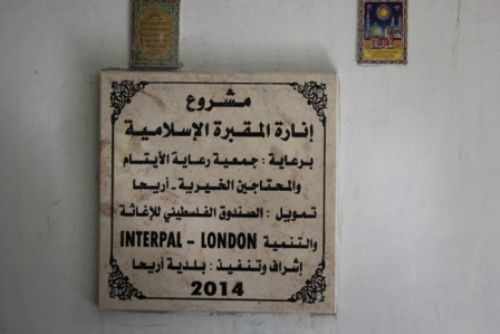 مشروع
إنارة المقبرة الإسلامية
برعاية : جمعية رعاية الأيتام
والمحتاجين الخيرية - أريحا
تمويل : الصندوق الفلسطيني للإغاثة
والتنمية INTERPAL - LONDON
إشراف وتنفيذ : بلدية أريحا
2014